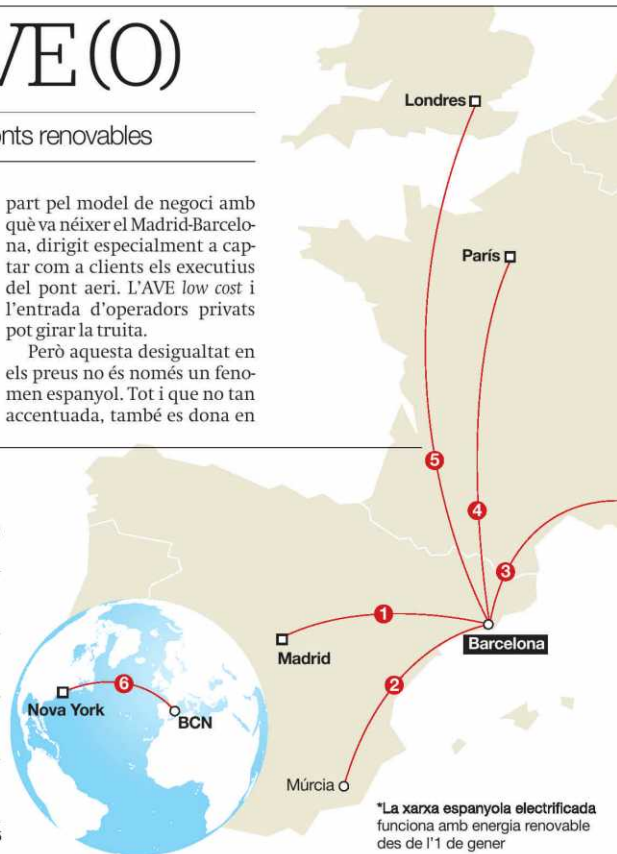 VE (O)
nts renovables
part pel model de negoci amb
què va néixer el Madrid-Barcelo-
na, dirigit especialment a cap-
tar com a clients els executius
del pont aeri. L'AVE low cost i
l'entrada d'operadors privats
pot girar la truita.
Però aquesta desigualtat en
els preus no és només un feno-
men espanyol. Tot i que no tan
accentuada, també es dona en
Londres
París
5
4
3
1
Madrid
Barcelona
2
6
Nova York
BCN
Múrcia
*La xarxa espanyola electrificada
funciona amb energia renovable
des de l'1 de gener